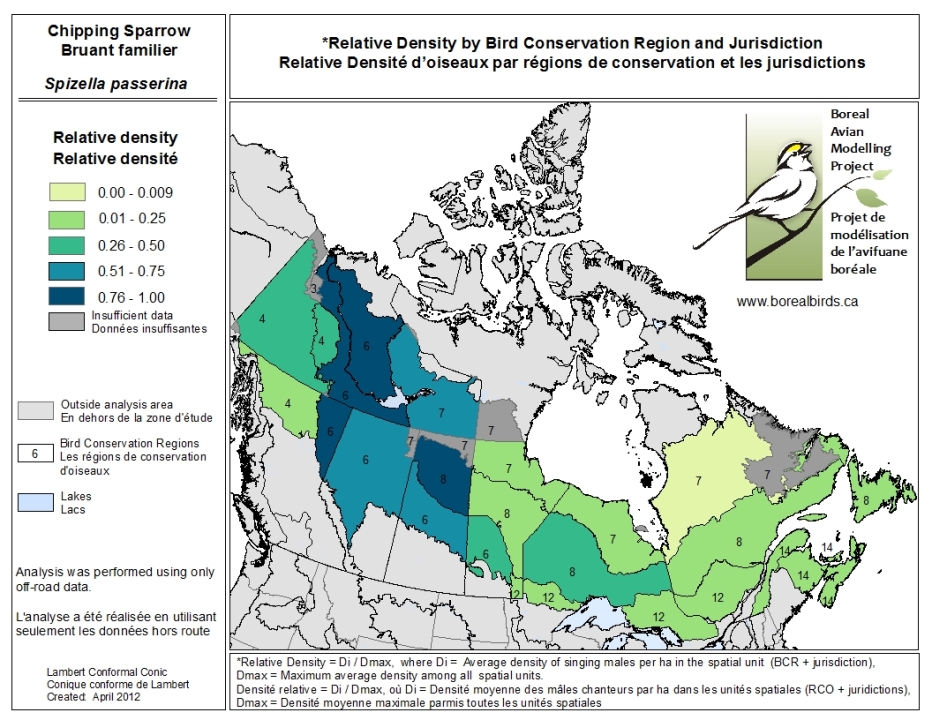 Chipping Sparrow
Bruant familier
Spizella passerina
*Relative Density by Bird Conservation Region and Jurisdiction
Relative Densité d'oiseaux par régions de conservation et les jurisdictions
Relative density
Relative densité
0.00 - 0.009
0.01 - 0.25
0.26 - 0.50
0.51 - 0.75
0.76 - 1.00
Insufficient data
Données insuffisantes
Outside analysis area
En dehors de la zone d'étude
6
Bird Conservation Regions
Les régions de conservation
d'oiseaux
Lakes
Lacs
Analysis was performed using only
off-road data.
L'analyse a été réalisée en utilisant
seulement les données hors route
Lambert Conformal Conic
Conique conforme de Lambert
Created: April 2012
Boreal
Avian
Modelling
Project
Projet de
modélisation
de l'avifuane
boréale
www.borealbirds.ca
3
4
4
6
6
4
7
6
7
7
7
6
8
7
7
7
8
6
8
7
6
8
8
8
14
14
14
12
12
12
*Relative Density = Di / Dmax, where Di = Average density of singing males per ha in the spatial unit (BCR + jurisdiction),
Dmax = Maximum average density among all spatial units.
Densité relative = Di / Dmax, où Di = Densité moyenne des mâles chanteurs par ha dans les unités spatiales (RCO + juridictions),
Dmax = Densité moyenne maximale parmis toutes les unités spatiales